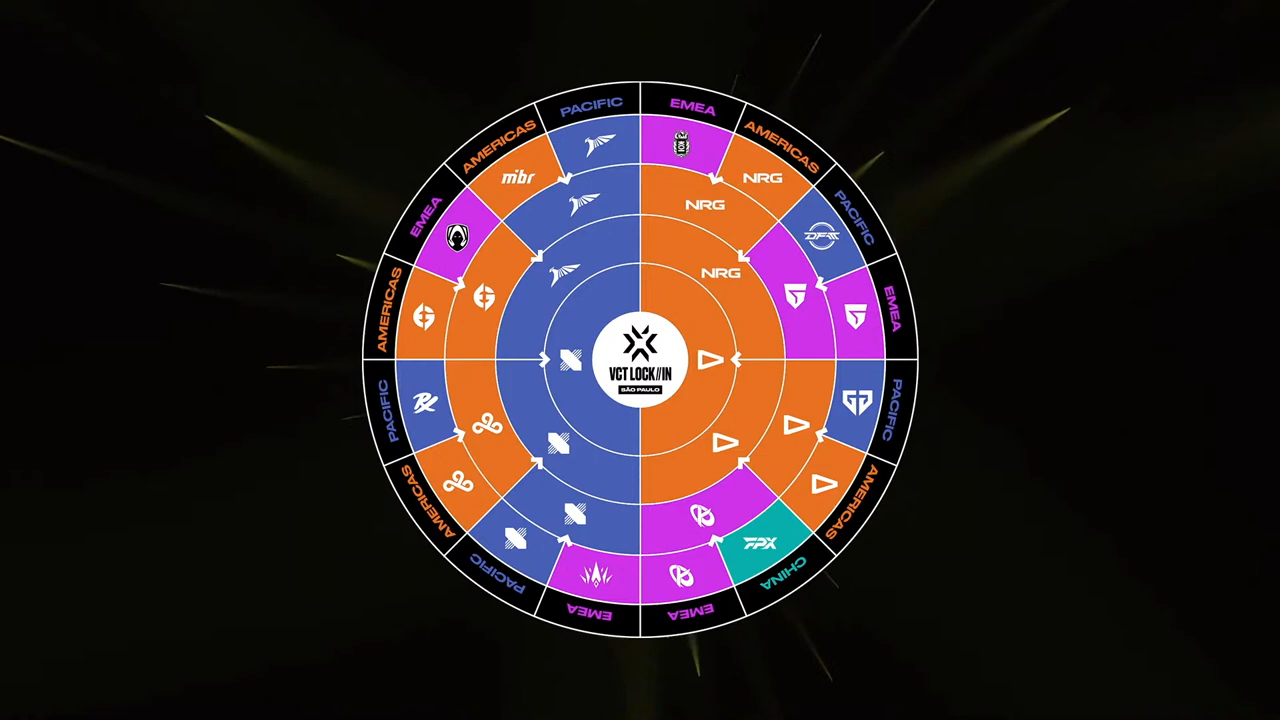 PACIFIC
EMEA
AMERICAS
AMERICAS
mibr
NRG
PACIFIC
EMEA
NRG
DFM
NRG
AMERICAS
EMEA
VCT LOCK//IN
SÃO PAULO
PACIFIC
PACIFIC
AMERICAS
AMERICAS
FPX
PACIFIC
CHINA
EMEA
EMEA